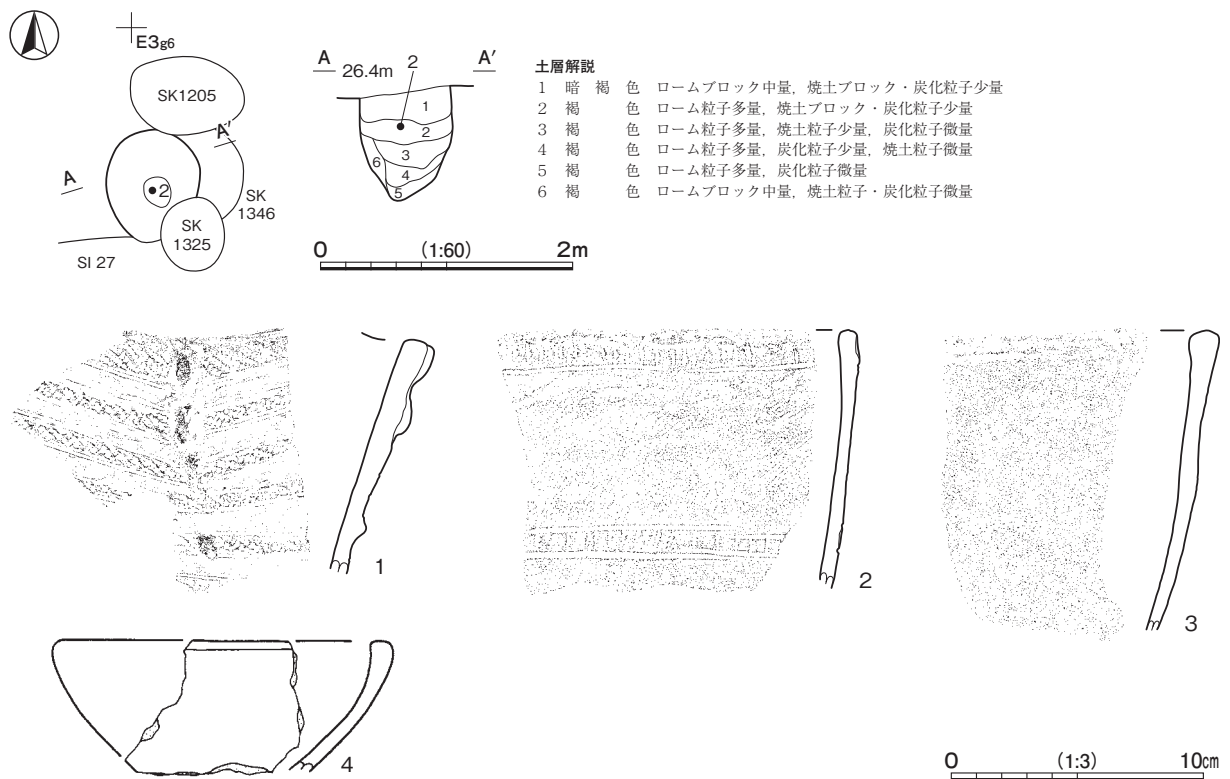 E3g6
SK1205
A′
A
2
SK
1346
SK
1325
SI 27
A 26.4m 2 A′
1
2
3
6
4
5
土層解説
1 暗褐色 ロームブロック中量，焼土ブロック・炭化粒子少量
2 褐色 ローム粒子多量，焼土ブロック・炭化粒子少量
3 褐色 ローム粒子多量，焼土粒子少量，炭化粒子微量
4 褐色 ローム粒子多量，炭化粒子少量，焼土粒子微量
5 褐色 ローム粒子多量，炭化粒子微量
6 褐色 ロームブロック中量，焼土粒子・炭化粒子微量
0 (1:60) 2m
1
2
3
4
0 (1:3) 10cm